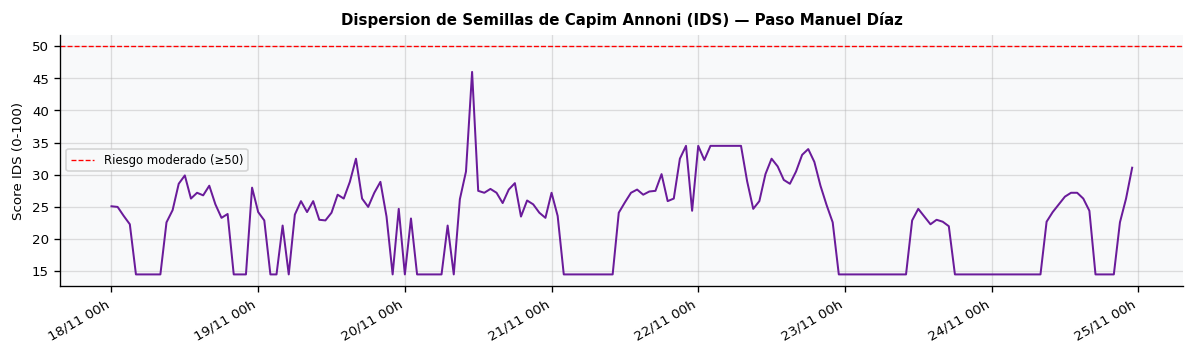 Dispersion de Semillas de Capim Annoni (IDS) — Paso Manuel Díaz
Score IDS (0-100)
50
45
40
35
30
25
20
15
Riesgo moderado (≥50)
18/11 00h
19/11 00h
20/11 00h
21/11 00h
22/11 00h
23/11 00h
24/11 00h
25/11 00h